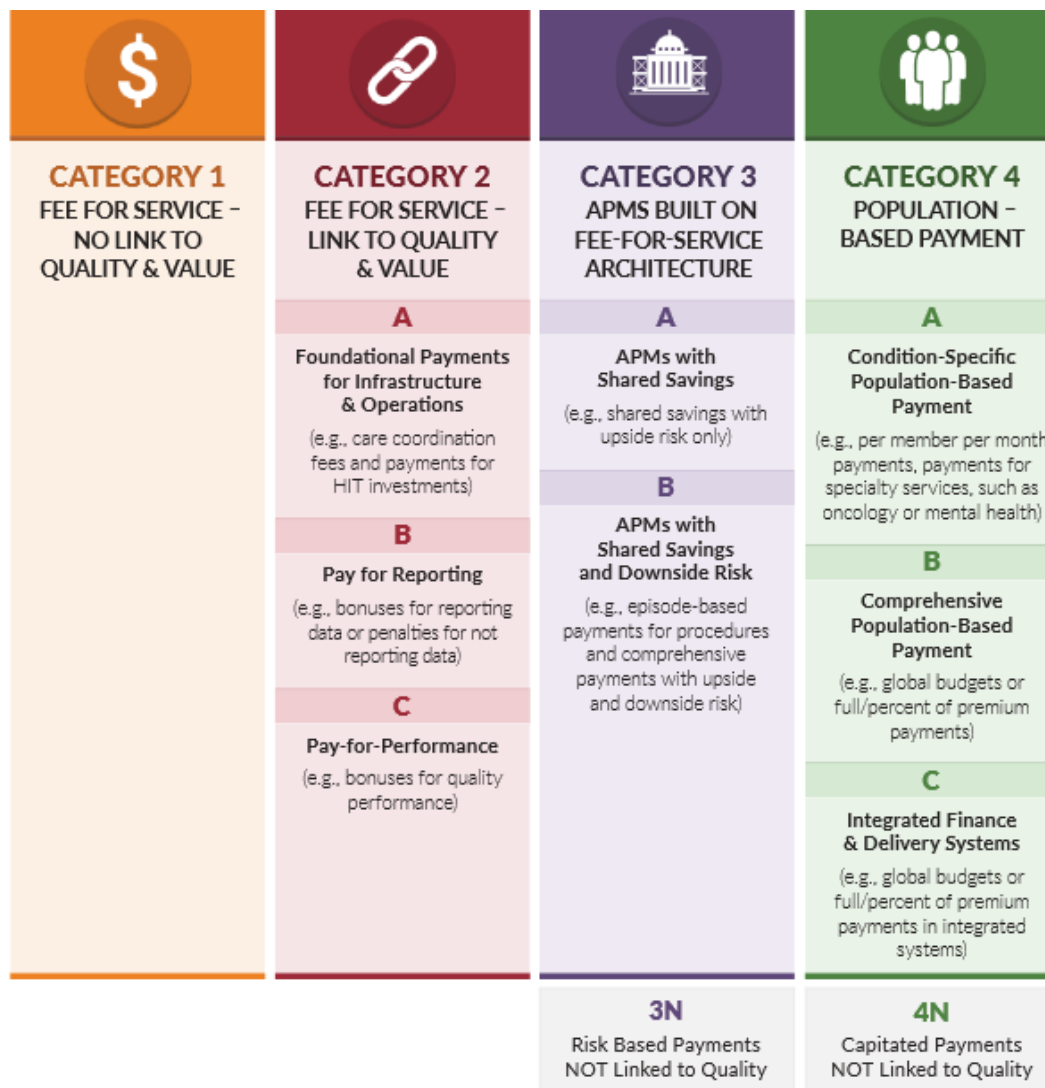 $
CATEGORY 1
FEE FOR SERVICE –
NO LINK TO
QUALITY & VALUE
CATEGORY 2
FEE FOR SERVICE –
LINK TO QUALITY
& VALUE
A
Foundational Payments
for Infrastructure
& Operations
(e.g., care coordination
fees and payments for
HIT investments)
B
Pay for Reporting
(e.g., bonuses for reporting
data or penalties for not
reporting data)
C
Pay-for-Performance
(e.g., bonuses for quality
performance)
CATEGORY 3
APMS BUILT ON
FEE-FOR-SERVICE
ARCHITECTURE
A
APMs with
Shared Savings
(e.g., shared savings with
upside risk only)
B
APMs with
Shared Savings
and Downside Risk
(e.g., episode-based
payments for procedures
and comprehensive
payments with upside
and downside risk)
3N
Risk Based Payments
NOT Linked to Quality
CATEGORY 4
POPULATION –
BASED PAYMENT
A
Condition-Specific
Population-Based
Payment
(e.g., per member per month
payments, payments for
specialty services, such as
oncology or mental health)
B
Comprehensive
Population-Based
Payment
(e.g., global budgets or
full/percent of premium
payments)
C
Integrated Finance
& Delivery Systems
(e.g., global budgets or
full/percent of premium
payments in integrated
systems)
4N
Capitated Payments
NOT Linked to Quality